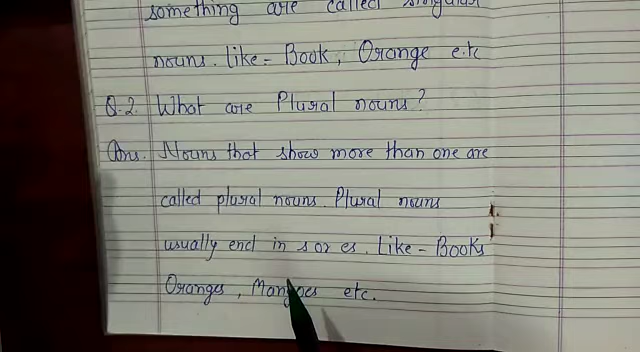 something are called singular
nouns. like - Book, Orange etc
Q.2. What are Plural nouns?
Ans. Nouns that show more than one are
called plural nouns. Plural nouns
usually end in s or es. Like - Books
Oranges, Mangoes etc.